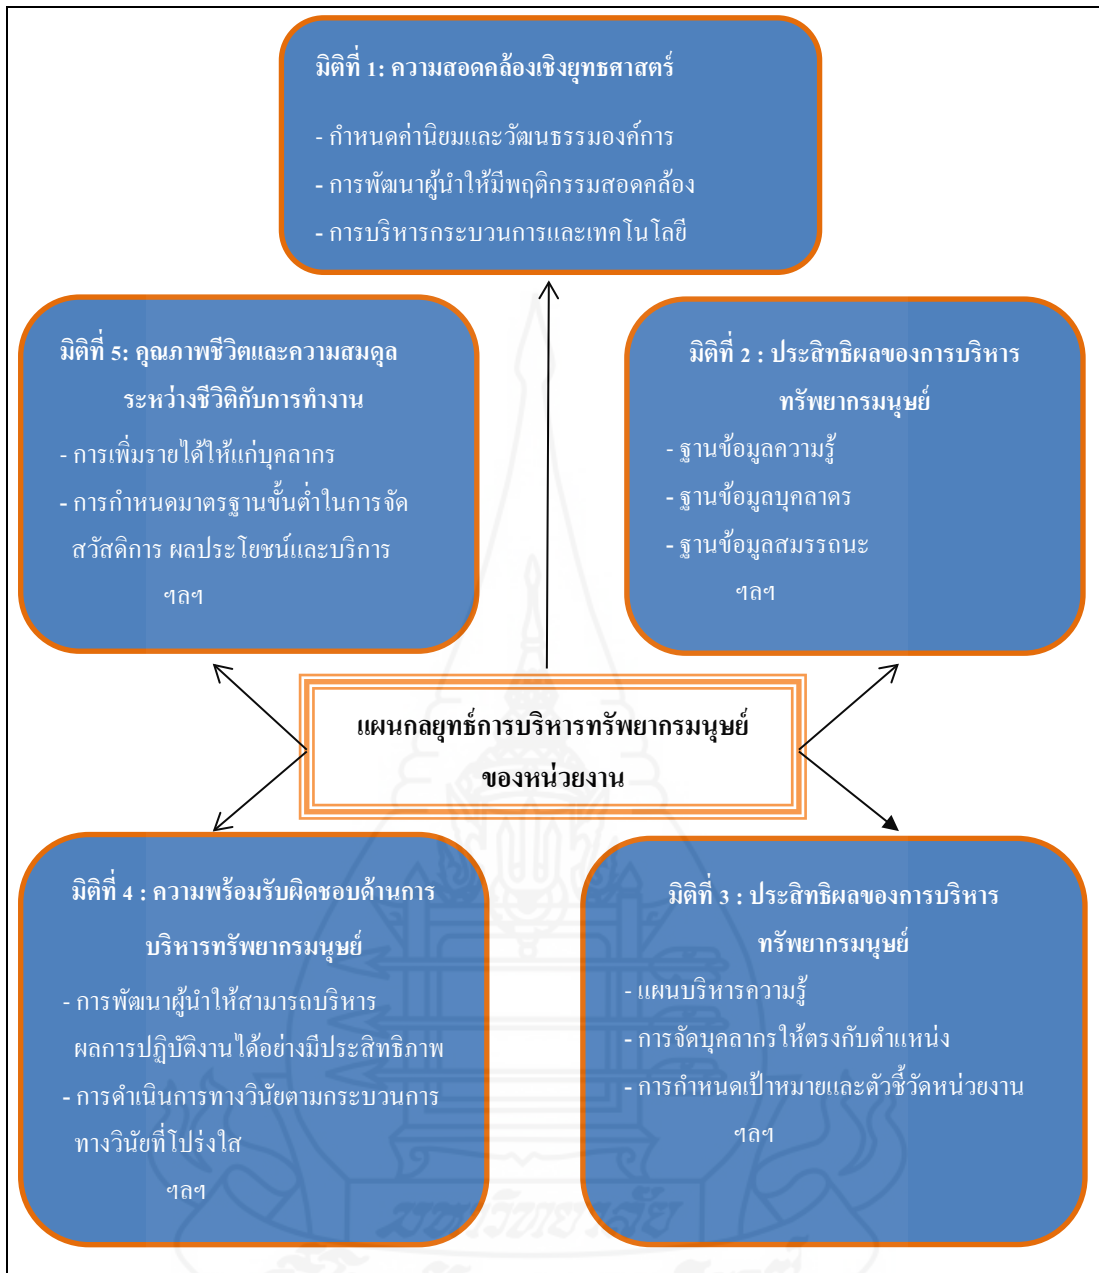 มิติที่ 1: ความสอดคล้องเชิงยุทธศาสตร์
- กำหนดค่านิยมและวัฒนธรรมองค์การ
- การพัฒนาผู้นำให้มีพฤติกรรมสอดคล้อง
- การบริหารกระบวนการและเทคโนโลยี
มิติที่ 5: คุณภาพชีวิตและความสมดุล
ระหว่างชีวิติกับการทำงาน
- การเพิ่มรายได้ให้แก่บุคลากร
- การกำหนดมาตรฐานขั้นต่ำในการจัด
สวัสดิการ ผลประโยชน์และบริการ
ฯลฯ
มิติที่ 2 : ประสิทธิผลของการบริหาร
ทรัพยากรมนุษย์
- ฐานข้อมูลความรู้
- ฐานข้อมูลบุคลาคร
- ฐานข้อมูลสมรรถนะ
ฯลฯ
แผนกลยุทธ์การบริหารทรัพยากรมนุษย์
ของหน่วยงาน
มิติที่ 4 : ความพร้อมรับผิดชอบด้านการ
บริหารทรัพยากรมนุษย์
- การพัฒนาผู้นำให้สามารถบริหาร
ผลการปฏิบัติงานได้อย่างมีประสิทธิภาพ
- การดำเนินการทางวินัยตามกระบวนการ
ทางวินัยที่โปร่งใส
ฯลฯ
มิติที่ 3 : ประสิทธิผลของการบริหาร
ทรัพยากรมนุษย์
- แผนบริหารความรู้
- การจัดบุคลากรให้ตรงกับตำแหน่ง
- การกำหนดเป้าหมายและตัวชี้วัดหน่วยงาน
ฯลฯ
มหาวิทยาลัย